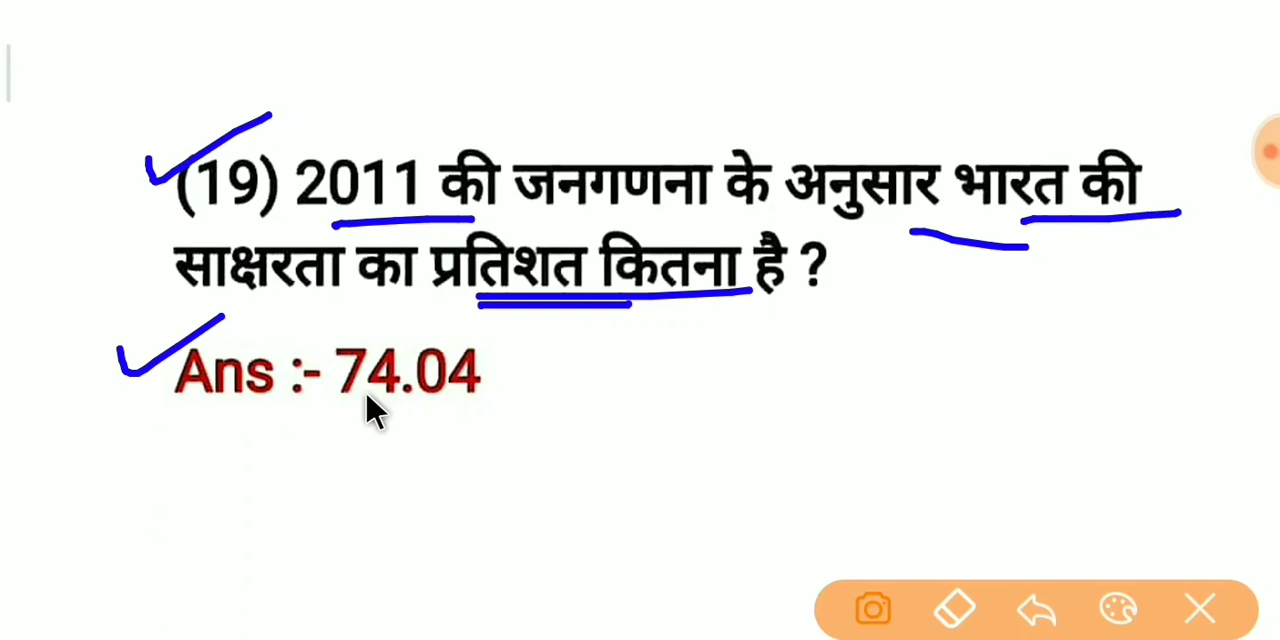 (19) 2011 की जनगणना के अनुसार भारत की
साक्षरता का प्रतिशत कितना है ?
Ans :- 74.04